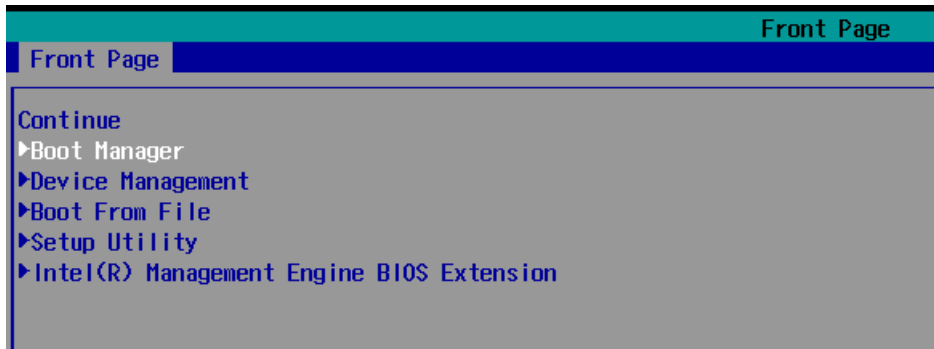 Front Page
Front Page
Continue
Boot Manager
Device Management
Boot From File
Setup Utility
Intel(R) Management Engine BIOS Extension